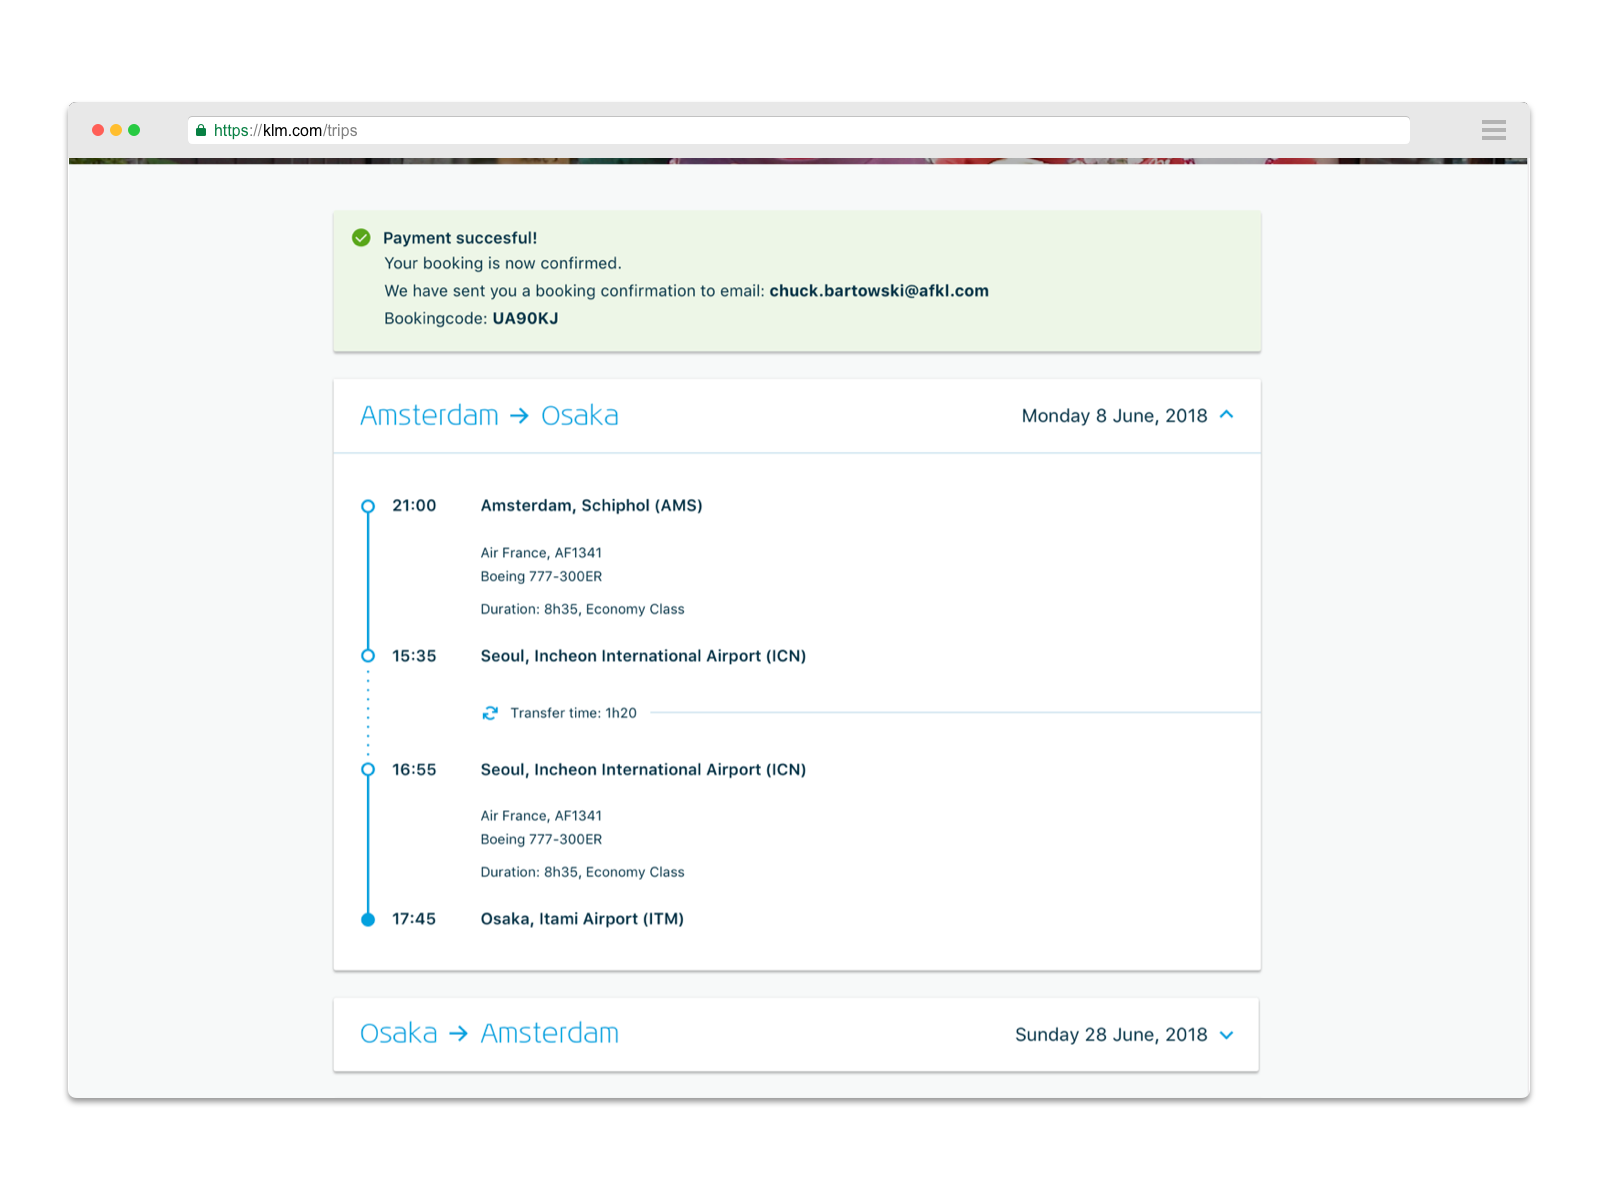 https://klm.com/trips
Payment succesful!
Your booking is now confirmed.
We have sent you a booking confirmation to email: chuck.bartowski@afkl.com
Bookingcode: UA90KJ
Amsterdam → Osaka
Monday 8 June, 2018
21:00 Amsterdam, Schiphol (AMS)
Air France, AF1341
Boeing 777-300ER
Duration: 8h35, Economy Class
15:35 Seoul, Incheon International Airport (ICN)
Transfer time: 1h20
16:55 Seoul, Incheon International Airport (ICN)
Air France, AF1341
Boeing 777-300ER
Duration: 8h35, Economy Class
17:45 Osaka, Itami Airport (ITM)
Osaka → Amsterdam
Sunday 28 June, 2018